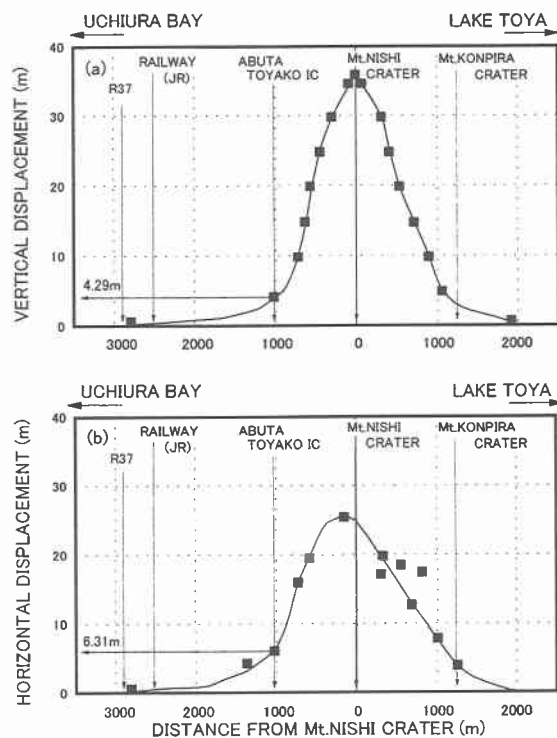 UCHIURA BAY LAKE TOYA
40
(a) RAILWAY ABUTA Mt.NISHI Mt.KONPIRA
(JR) TOYAKO IC CRATER CRATER
R37
30
20
10
4.29m
0
VERTICAL DISPLACEMENT (m)
3000 2000 1000 0 1000 2000
UCHIURA BAY LAKE TOYA
40
(b) RAILWAY ABUTA Mt.NISHI Mt.KONPIRA
(JR) TOYAKO IC CRATER CRATER
R37
30
20
10
6.31m
0
HORIZONTAL DISPLACEMENT (m)
3000 2000 1000 0 1000 2000
DISTANCE FROM Mt.NISHI CRATER (m)